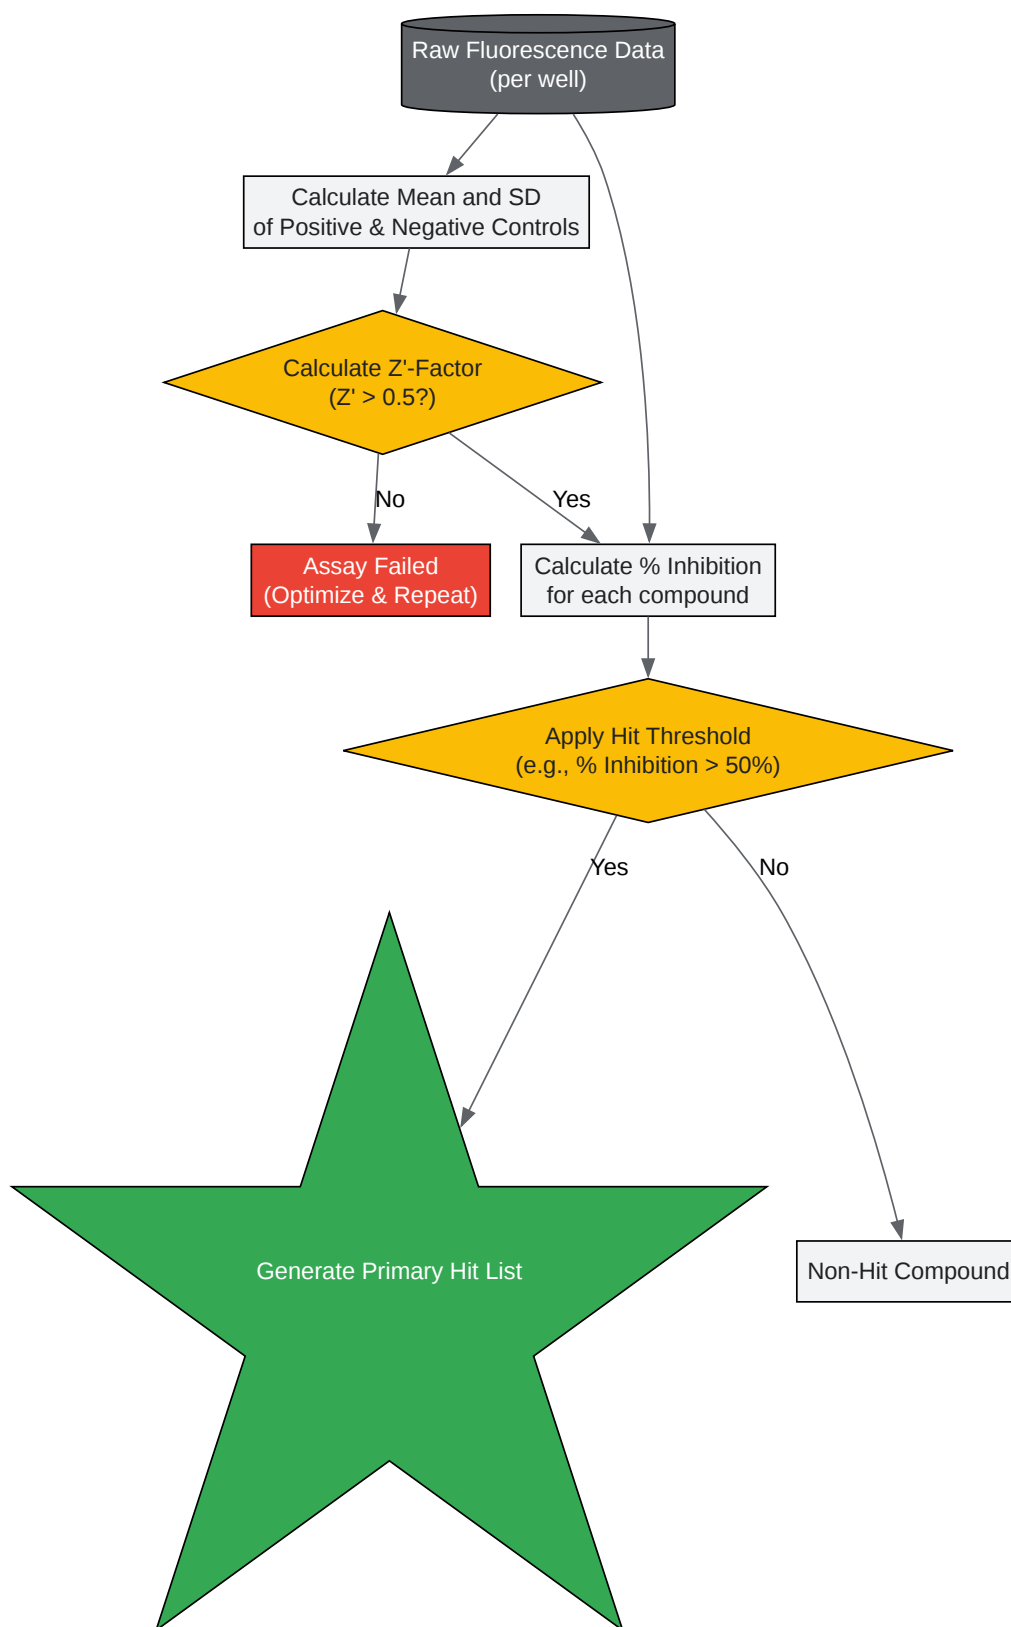 Raw Fluorescence Data
(per well)
Calculate Mean and SD
of Positive & Negative Controls
Calculate Z'-Factor
(Z' > 0.5?)
No
Yes
Assay Failed
(Optimize & Repeat)
Calculate % Inhibition
for each compound
Apply Hit Threshold
(e.g., % Inhibition > 50%)
Yes
No
Generate Primary Hit List
Non-Hit Compound